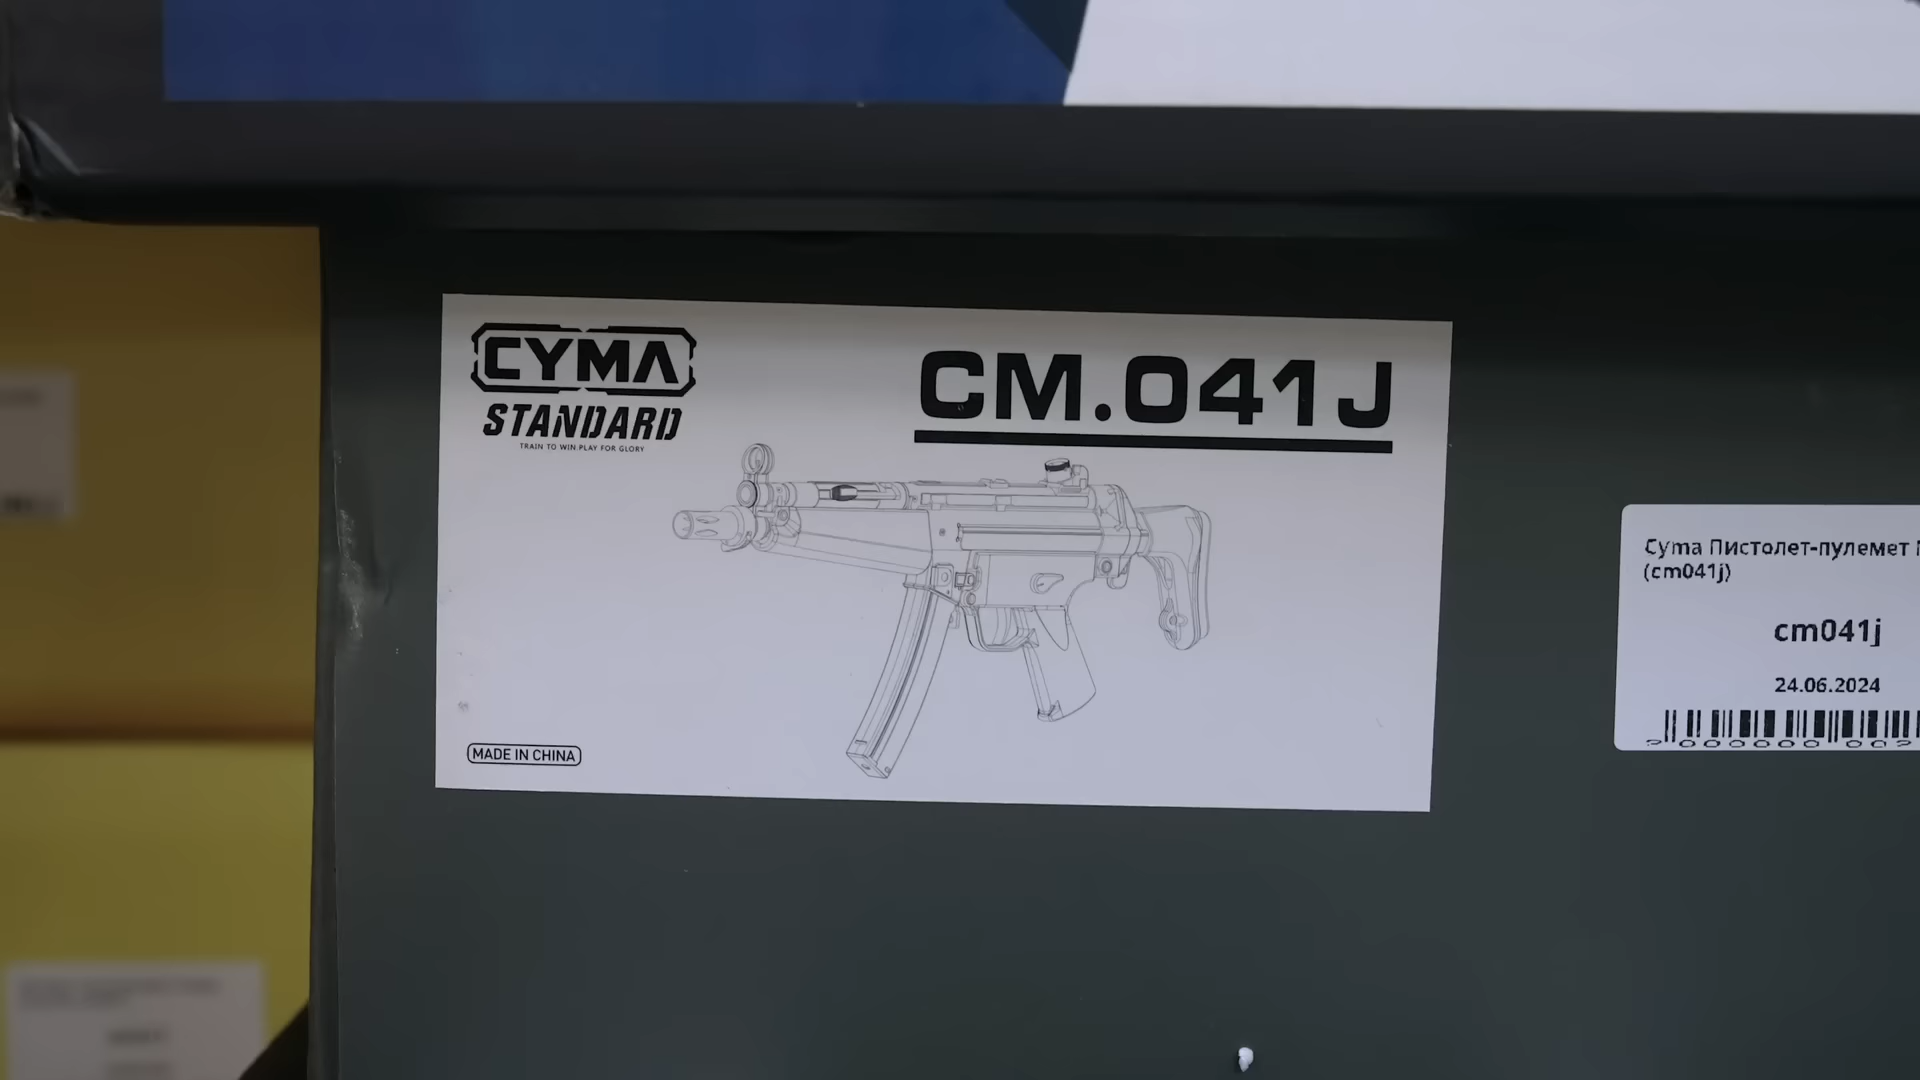 CYMA
STANDARD
TRAIN TO WIN.PLAY FOR GLORY
CM.041J
MADE IN CHINA
Cyma Пистолет-пулемет
(cm041j)
cm041j
24.06.2024